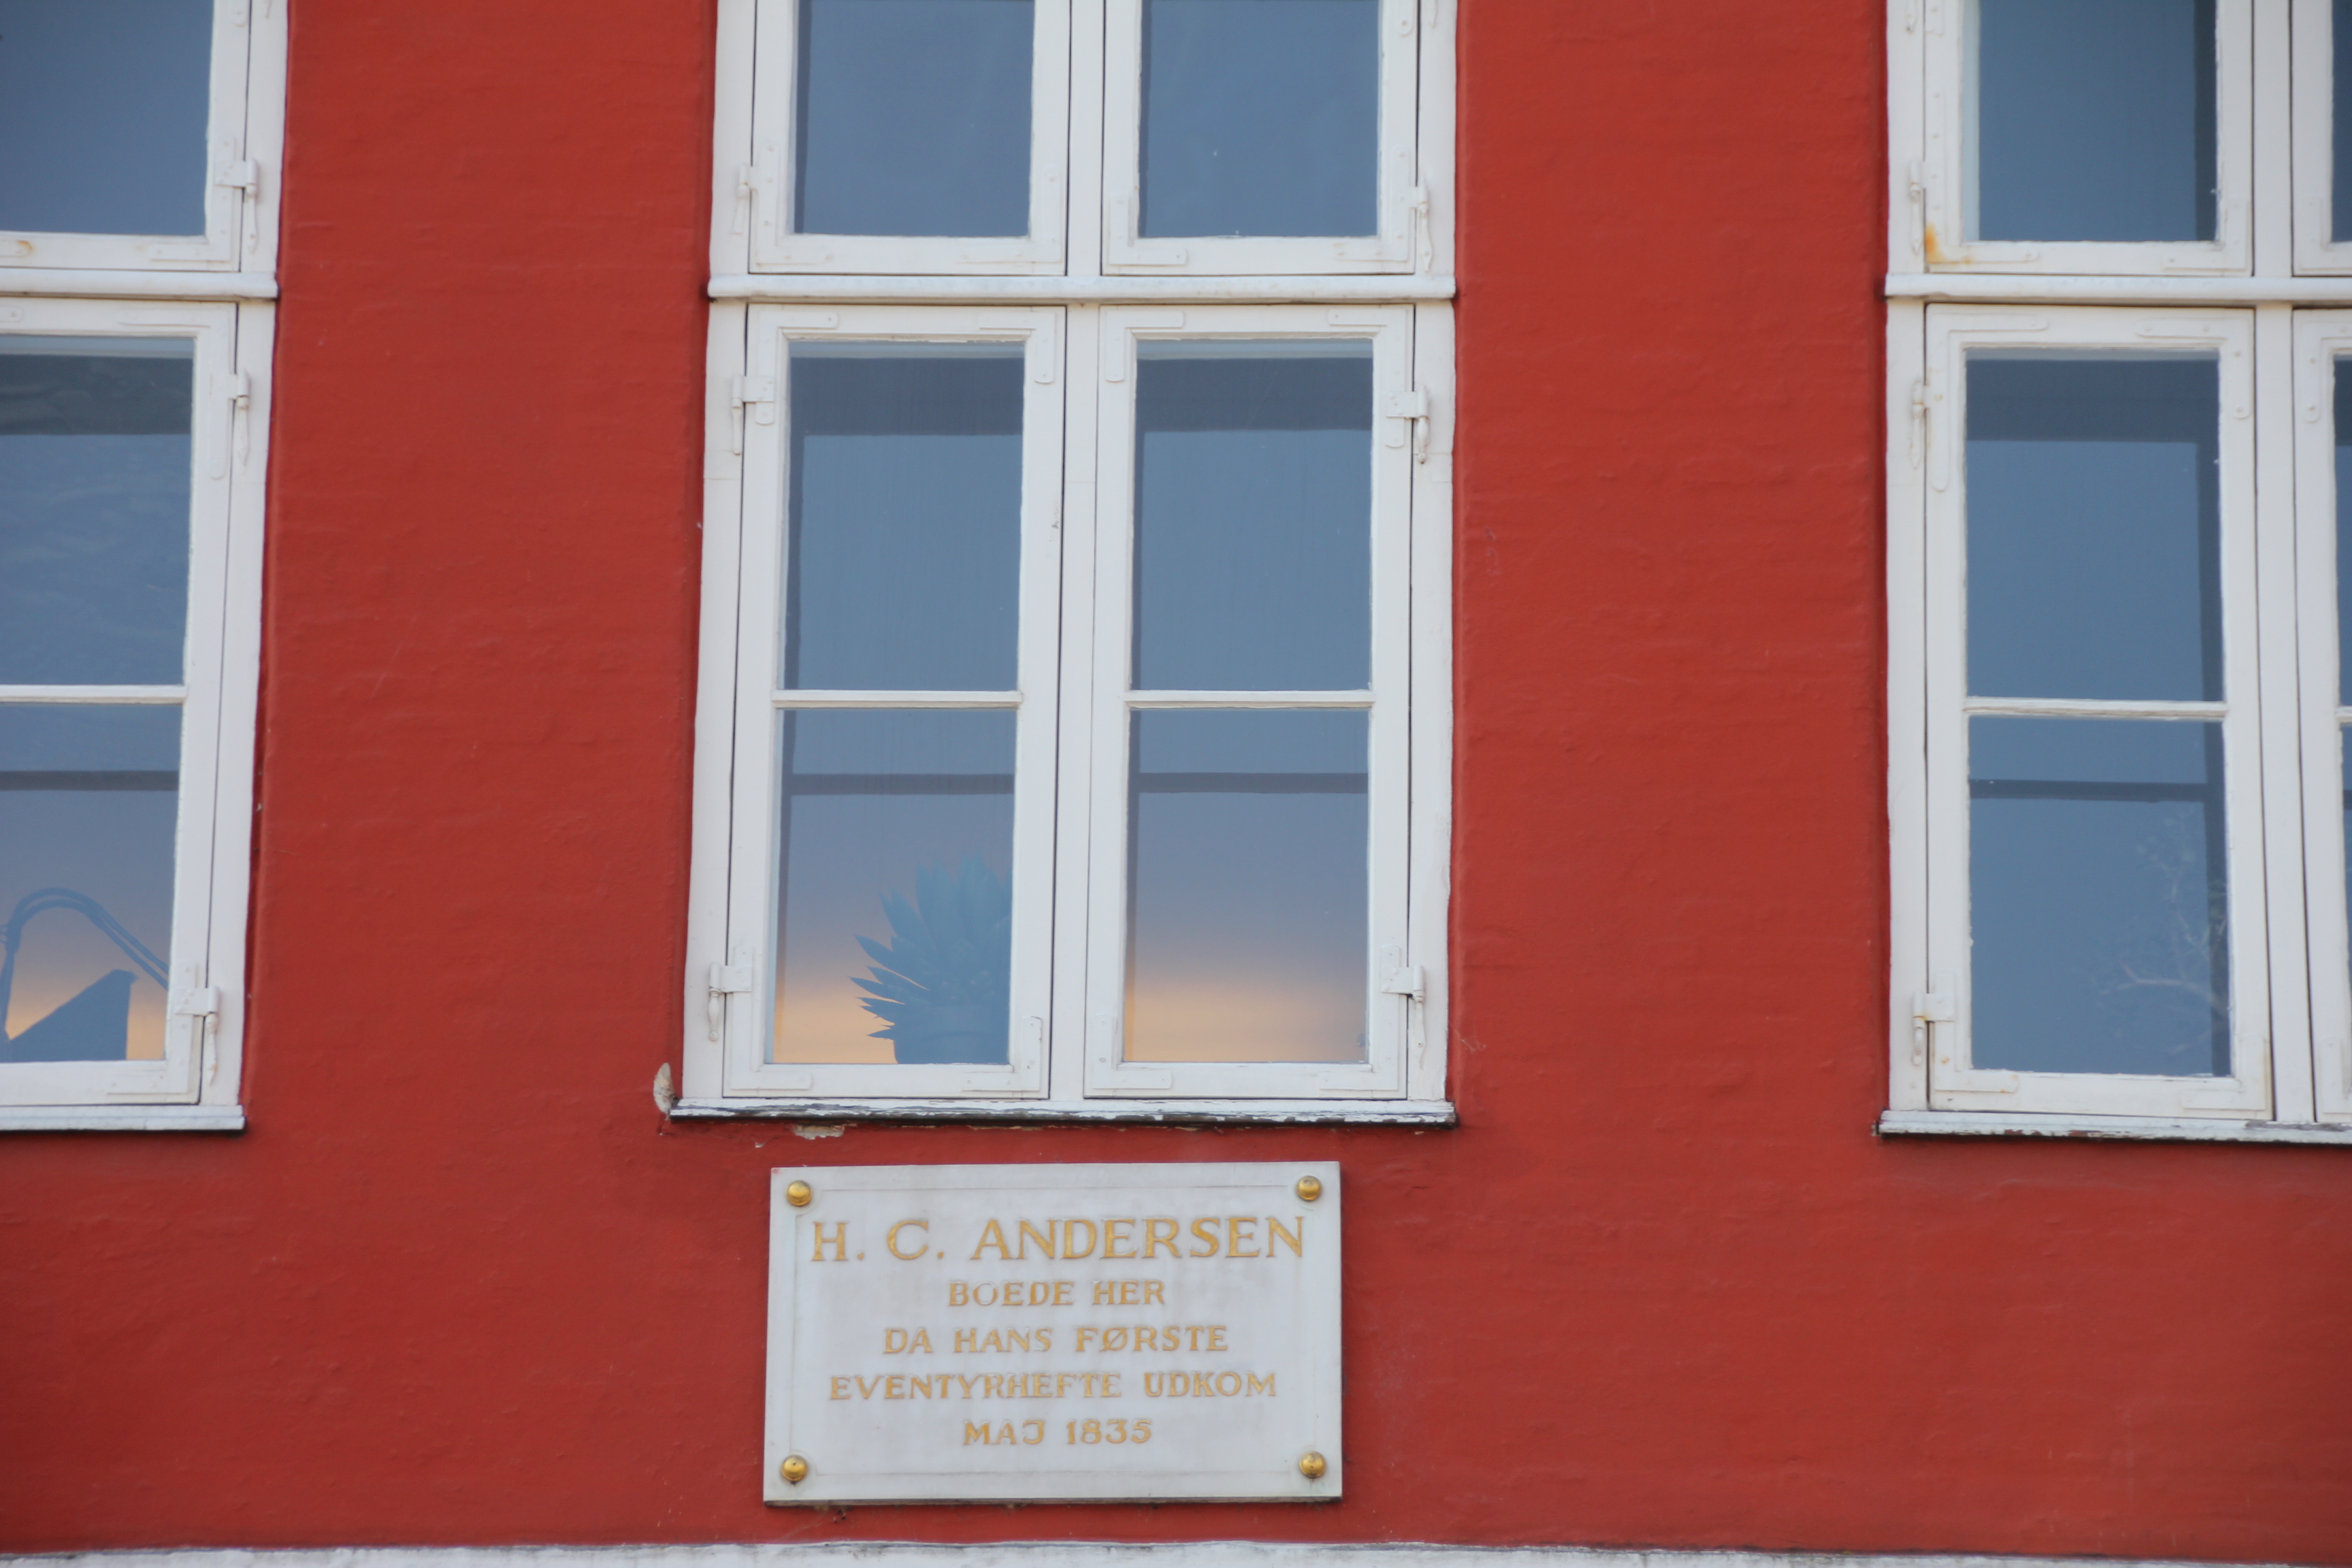 H. C. ANDERSEN
BOEDE HER
DA HANS FØRSTE
EVENTYRHEFTE UDKOM
MAJ 1835